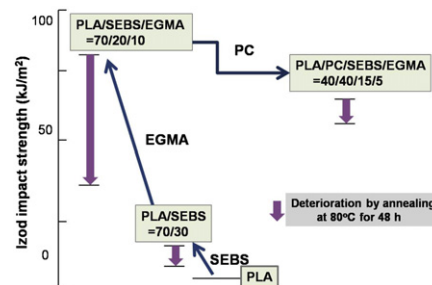 Izod impact strength (kJ/m²)
100
50
0
PLA/SEBS/EGMA
=70/20/10
PC
PLA/PC/SEBS/EGMA
=40/40/15/5
EGMA
PLA/SEBS
=70/30
SEBS
PLA
Deterioration by annealing
at 80ºC for 48 h